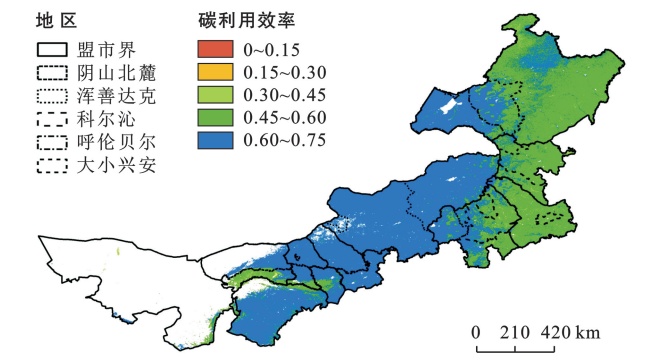 地区
盟市界
阴山北麓
浑善达克
科尔沁
呼伦贝尔
大小兴安
碳利用效率
0~0.15
0.15~0.30
0.30~0.45
0.45~0.60
0.60~0.75
0 210 420 km